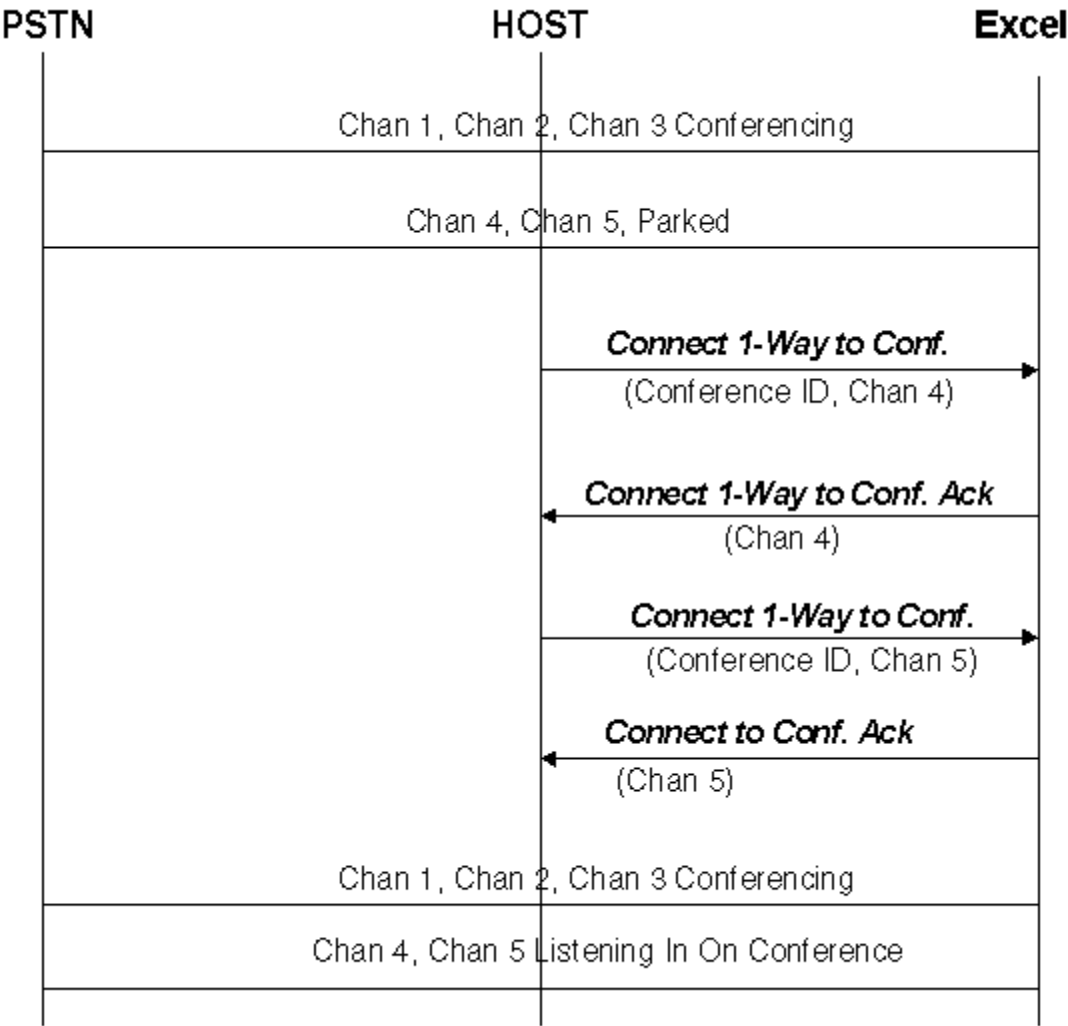 PSTN HOST Excel
Chan 1, Chan 2, Chan 3 Conferencing
Chan 4, Chan 5, Parked
Connect 1-Way to Conf.
(Conference ID, Chan 4)
Connect 1-Way to Conf. Ack
(Chan 4)
Connect 1-Way to Conf.
(Conference ID, Chan 5)
Connect to Conf. Ack
(Chan 5)
Chan 1, Chan 2, Chan 3 Conferencing
Chan 4, Chan 5 Listening In On Conference